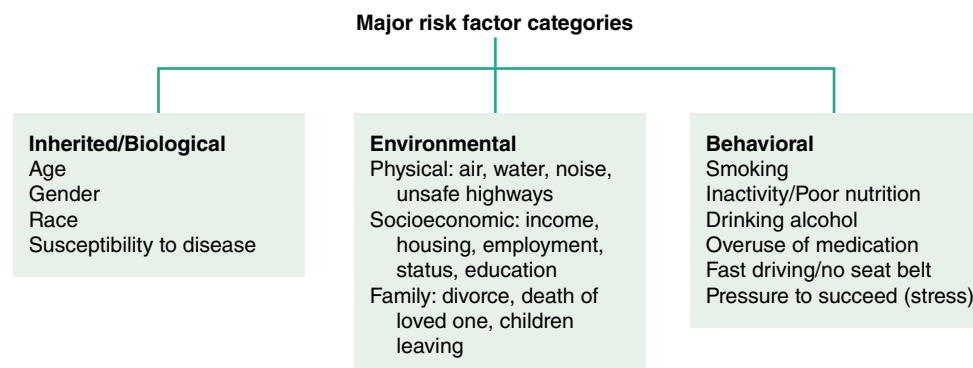 Major risk factor categories
Inherited/Biological
Age
Gender
Race
Susceptibility to disease
Environmental
Physical: air, water, noise,
unsafe highways
Socioeconomic: income,
housing, employment,
status, education
Family: divorce, death of
loved one, children
leaving
Behavioral
Smoking
Inactivity/Poor nutrition
Drinking alcohol
Overuse of medication
Fast driving/no seat belt
Pressure to succeed (stress)